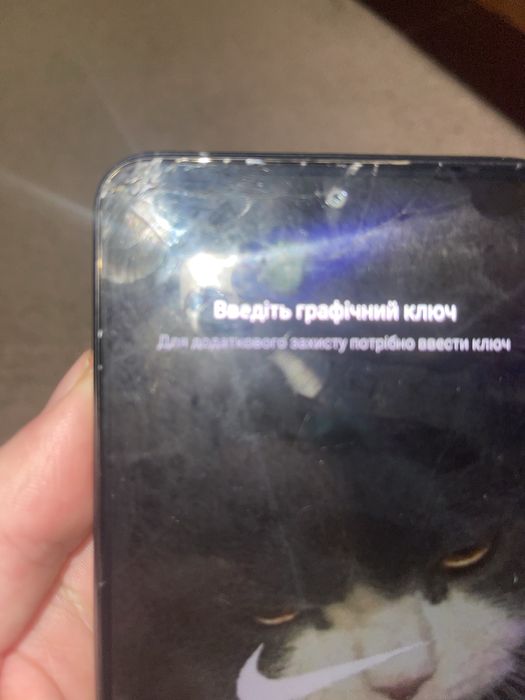 Введіть графічний ключ
Для додаткового захисту потрібно ввести ключ